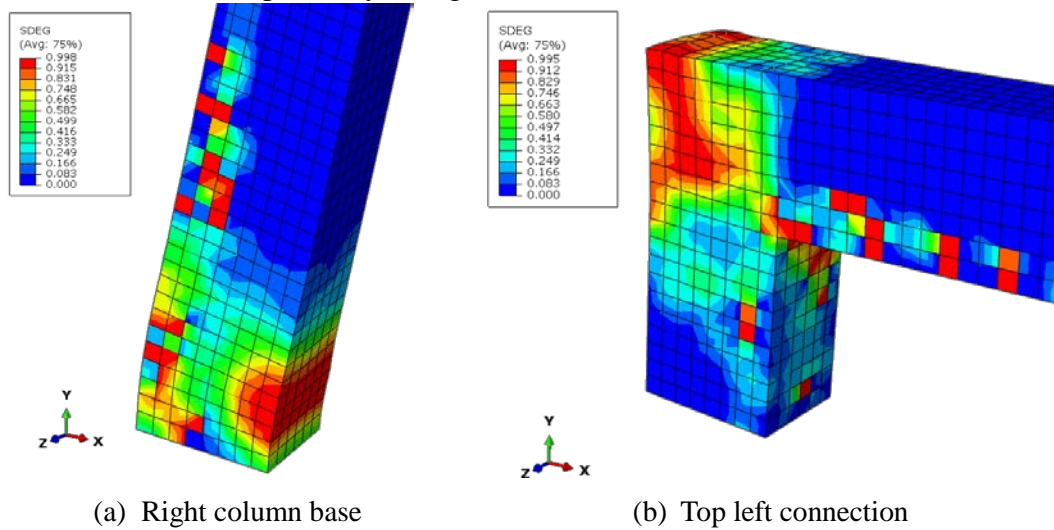 SDEG
(Avg: 75%)
0.998
0.915
0.831
0.748
0.665
0.582
0.499
0.416
0.333
0.249
0.166
0.083
0.000
Y
Z X
SDEG
(Avg: 75%)
0.995
0.912
0.829
0.746
0.663
0.580
0.497
0.414
0.332
0.249
0.166
0.083
0.000
Y
Z X
(a) Right column base
(b) Top left connection